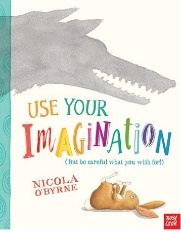 USE YOUR
IMAGINATION
(But be careful what you wish for!)
NICOLA
O'BYRNE
nosy
Crow